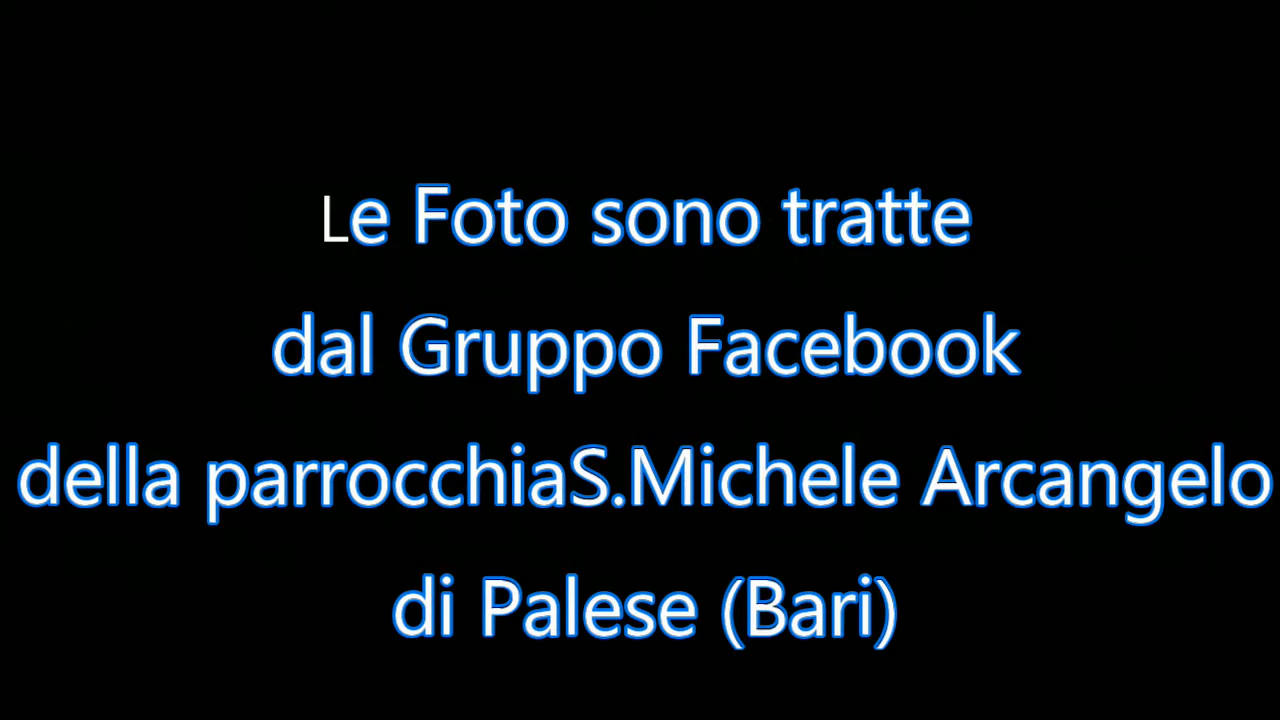 Le Foto sono tratte
dal Gruppo Facebook
della parrocchiaS.Michele Arcangelo
di Palese (Bari)